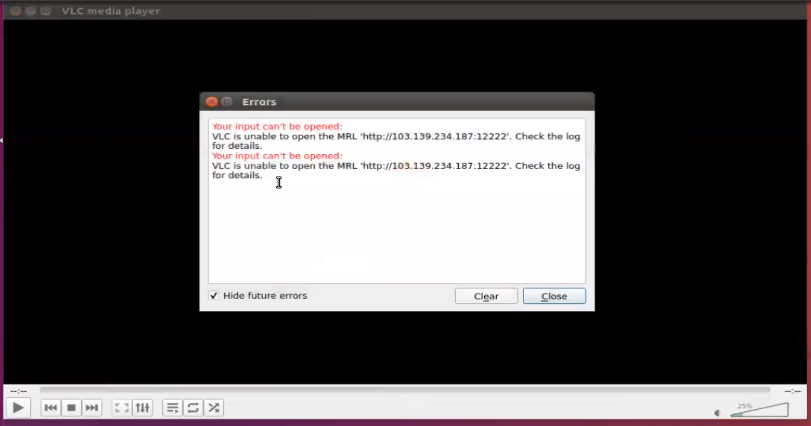 VLC media player
Errors
Your input can't be opened:
VLC is unable to open the MRL 'http://103.139.234.187:12222'. Check the log
for details.
Your input can't be opened:
VLC is unable to open the MRL 'http://103.139.234.187:12222'. Check the log
for details.
Hide future errors
Clear
Close
--:--
--:--
25%